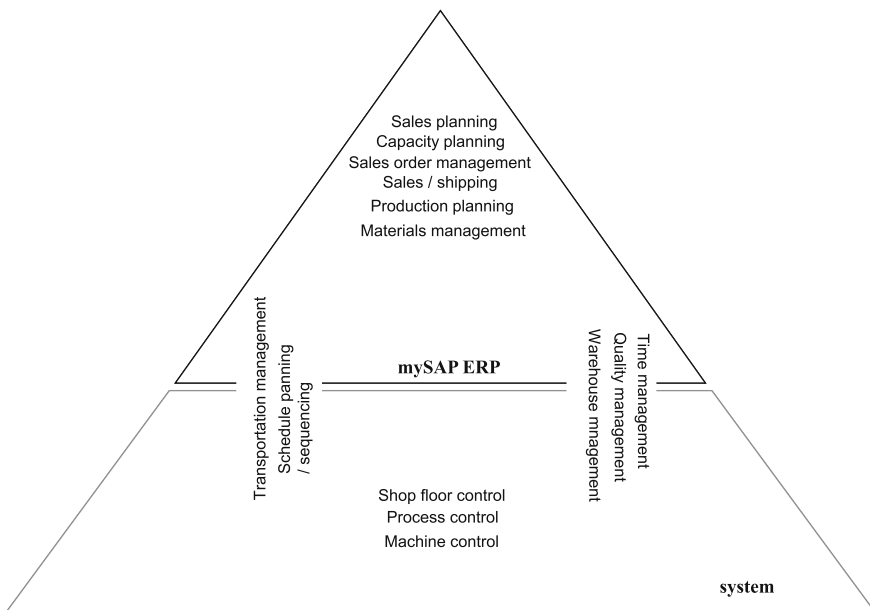 Sales planning
Capacity planning
Sales order management
Sales / shipping
Production planning
Materials management
Transportation management
Schedule panning
/ sequencing
mySAP ERP
Time management
Quality management
Warehouse mnagement
Shop floor control
Process control
Machine control
system